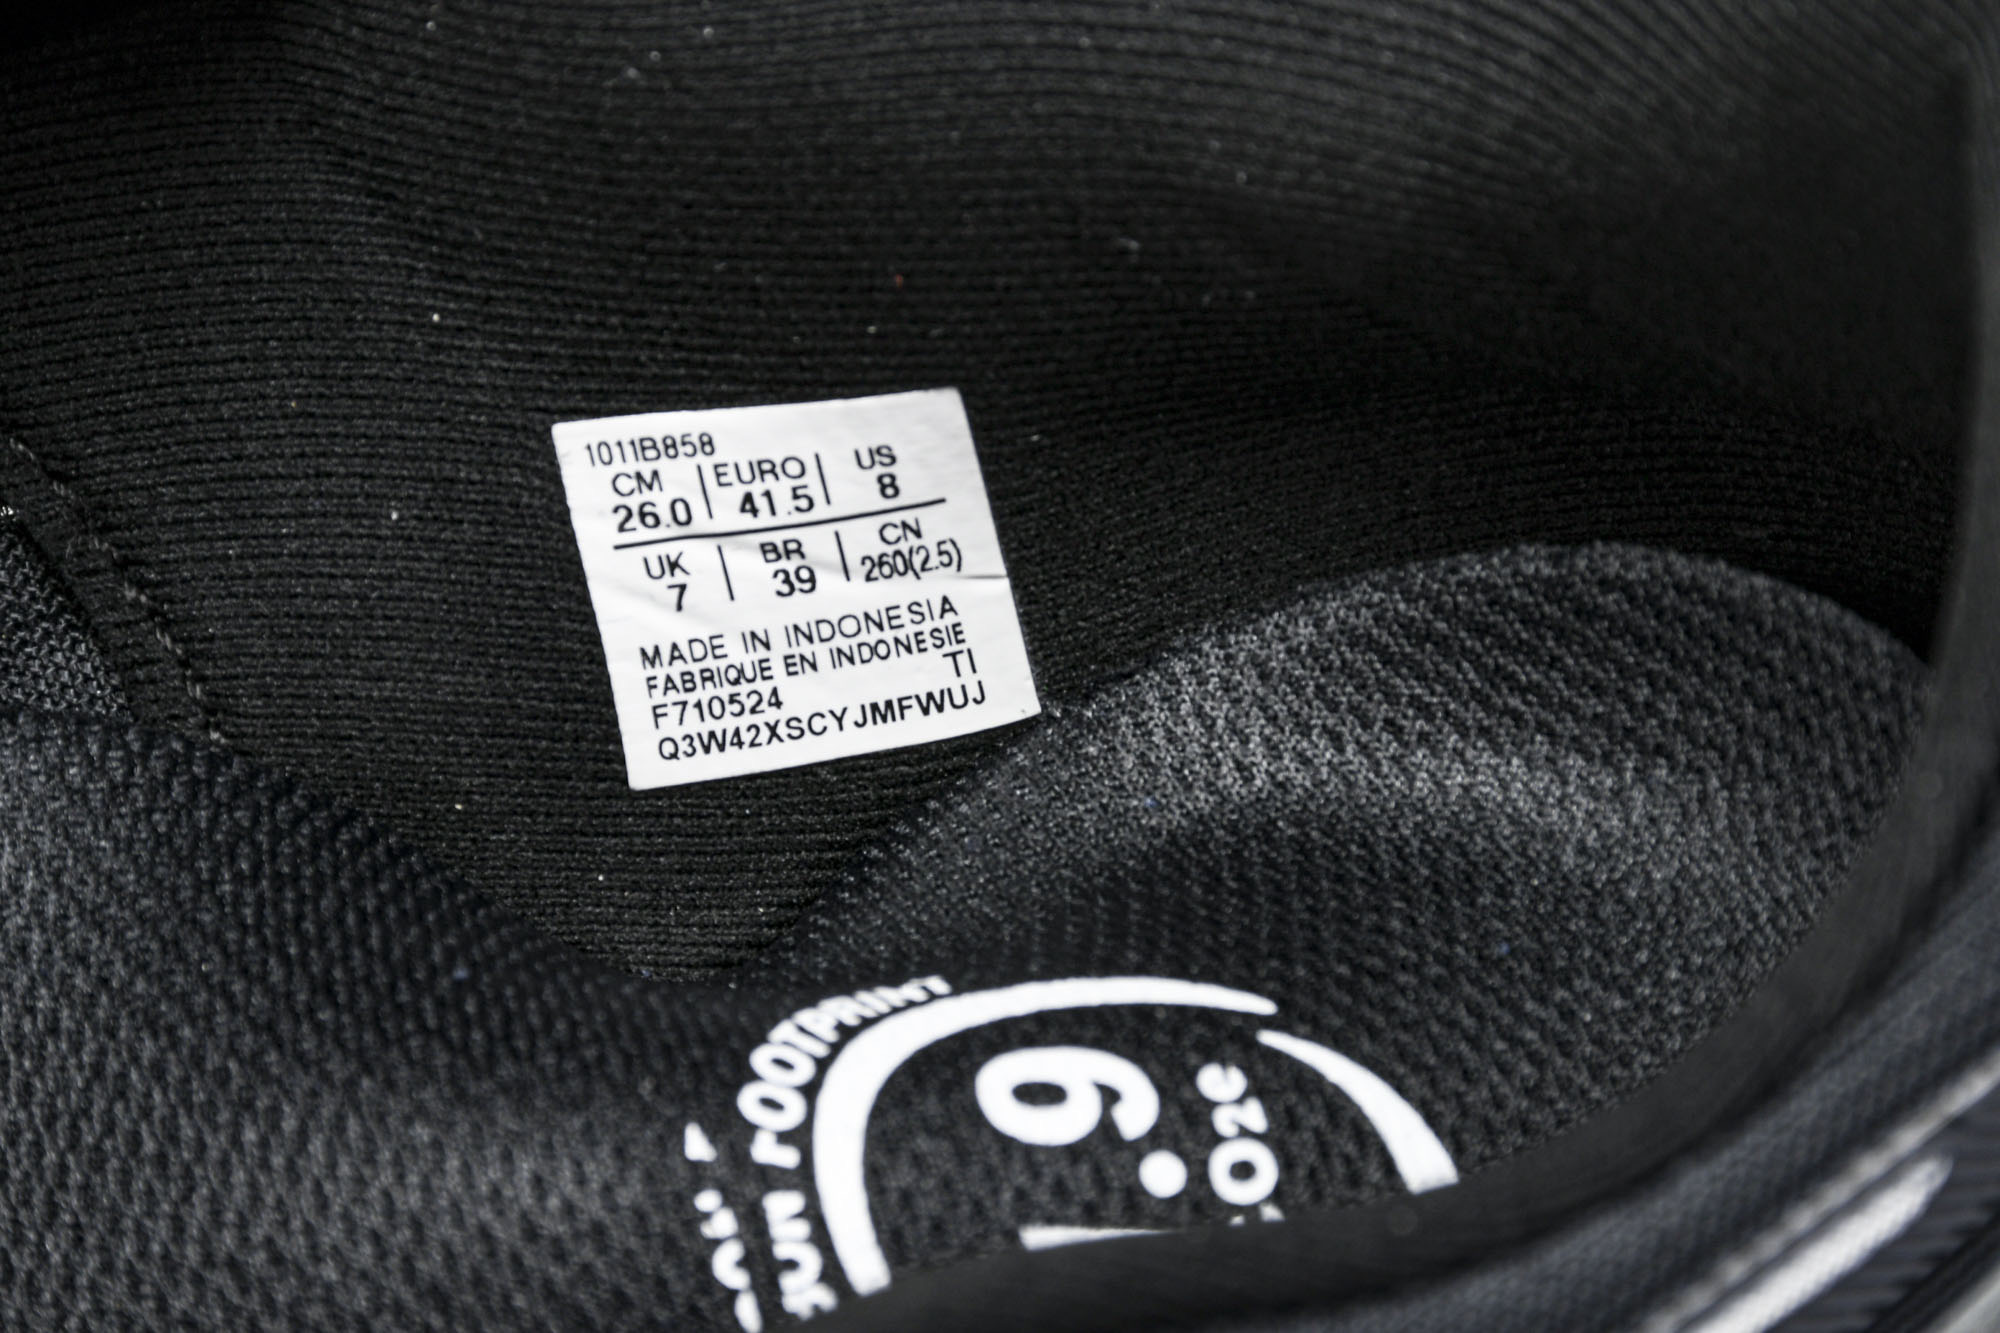 1011B858
CM | EURO | US
26.0 | 41.5 | 8
UK | BR | CN
7 | 39 | 260(2.5)
MADE IN INDONESIA
FABRIQUE EN INDONESIE
TI
F710524
Q3W42XSCYJMFWUJ
FOOTPRINT